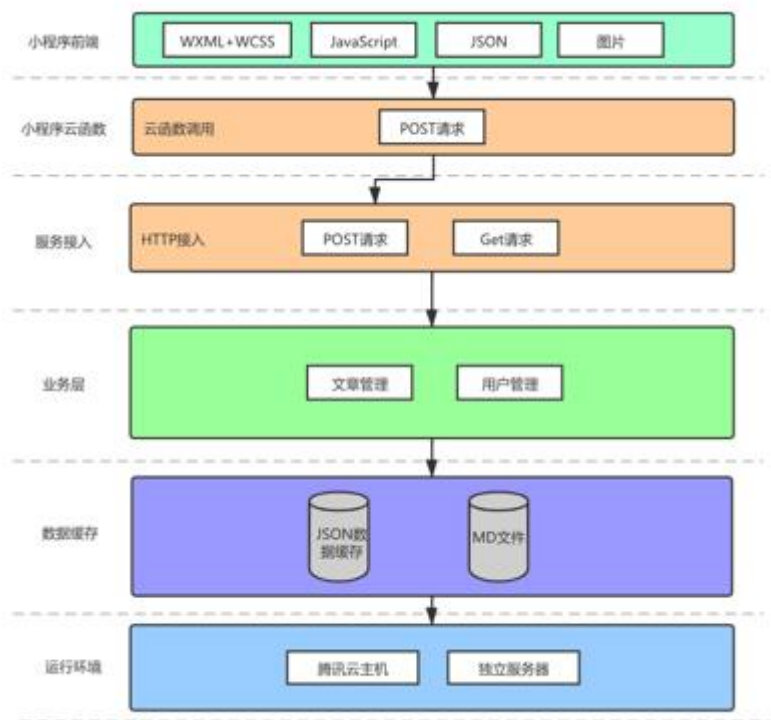 小程序前端
WXML+WCSS
JavaScript
JSON
图片
小程序云函数
云函数调用
POST请求
服务接入
HTTP接入
POST请求
Get请求
业务层
文章管理
用户管理
数据缓存
JSON数
据缓存
MD文件
运行环境
腾讯云主机
独立服务器